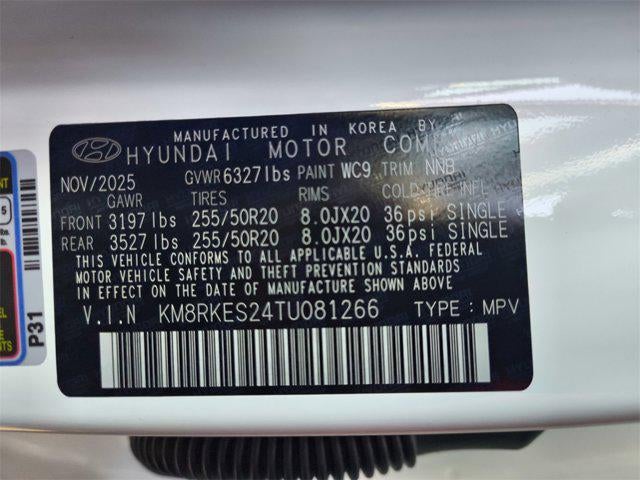 MANUFACTURED IN KOREA BY
HYUNDAI MOTOR COM
NOV/2025 GVWR 6327lbs PAINT WC9 TRIM NNB
GAWR TIRES RIMS COLD INFL
FRONT 3197 lbs 255/50R20 8.0JX20 36psi SINGLE
REAR 3527 lbs 255/50R20 8.0JX20 36psi SINGLE
THIS VEHICLE CONFORMS TO ALL APPLICABLE U.S.A. FEDERAL
MOTOR VEHICLE SAFETY AND THEFT PREVENTION STANDARDS
IN EFFECT ON THE DATE OF MANUFACTURE SHOWN ABOVE
V.I.N KM8RKES24TU081266 TYPE : MPV
P31
5